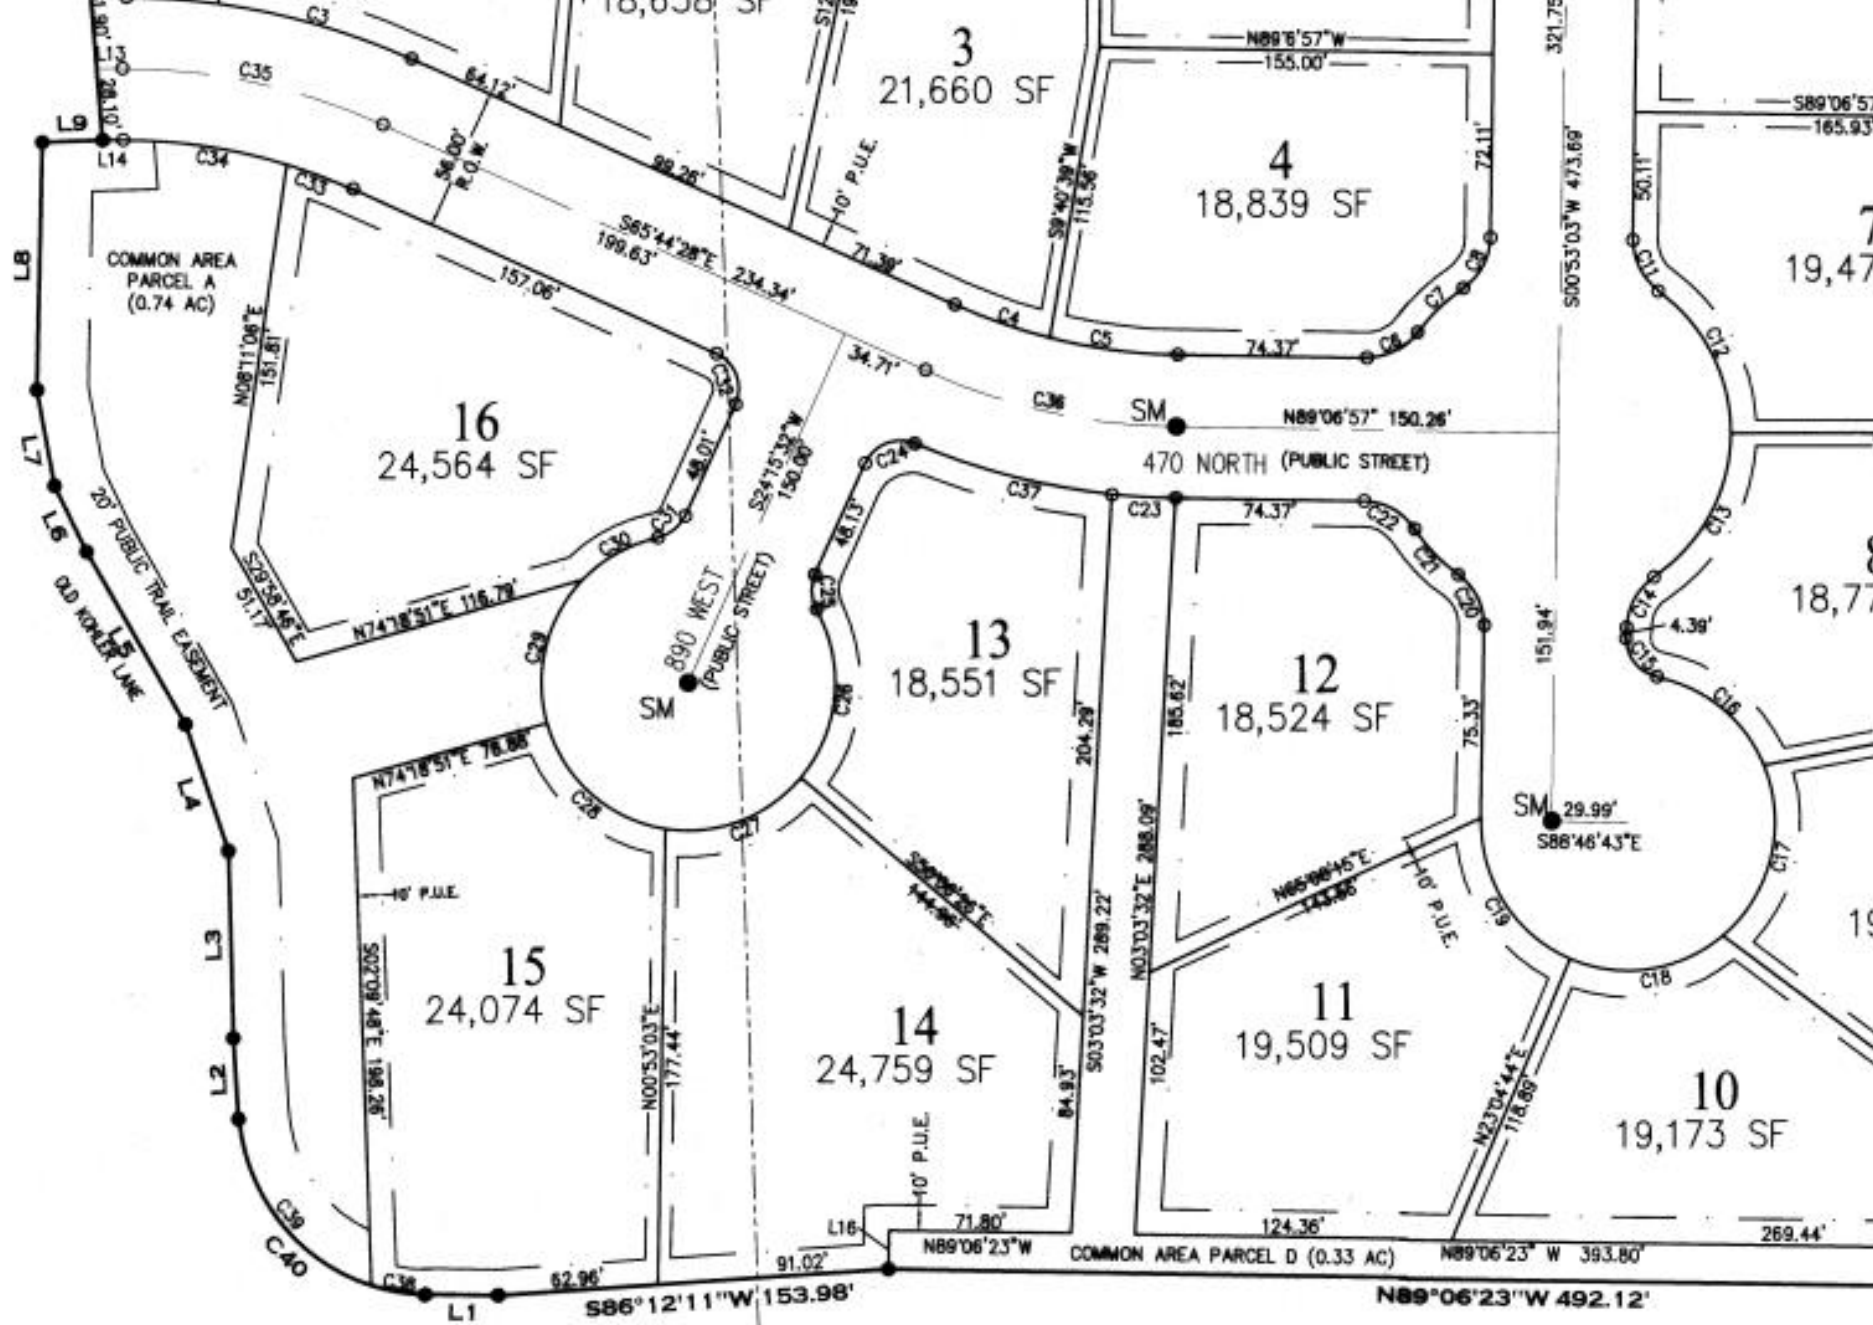 C3
18,658 SF
L13
28.10'
C35
64.12'
L9
L14
C34
C33
56.00'
R.O.W.
99.26'
10' P.U.E.
3
21,660 SF
S9°40'39"W
115.56'
N89°6'57"W
155.00'
4
18,839 SF
72.11'
321.75'
S00°53'03"W 473.69'
S89°06'57
165.93'
50.11'
7
19,47
L8
COMMON AREA
PARCEL A
(0.74 AC)
N08°11'06"E
151.81'
157.06'
S65°44'28"E
199.63'
234.34'
71.39'
C4
C5
74.37'
C6
C7
C8
C11
C12
34.71'
C36
SM
N89°06'57" 150.26'
470 NORTH (PUBLIC STREET)
16
24,564 SF
C32
48.01'
C31
C30
S24°15'32"W
150.00'
C24
C37
C23
74.37'
C22
C21
C20
C13
C14
4.39'
C15
C16
L7
L6
L5
20' PUBLIC TRAIL EASEMENT
OLD KOHLER LANE
S29°58'46"E
51.17'
N74°18'51"E 116.79'
C29
890 WEST
(PUBLIC STREET)
SM
48.13'
C25
C26
13
18,551 SF
204.29'
185.62'
12
18,524 SF
75.33'
151.94'
8
18,77
SM
29.99'
S88°46'43"E
C17
L4
N74°18'51"E 78.88'
C28
C27
10' P.U.E.
L3
S02°09'48"E 198.26'
15
24,074 SF
N00°53'03"E
177.44'
14
24,759 SF
144.96'
S03°03'32"W 289.22'
N03°03'32"E 288.09'
143.66'
10' P.U.E.
C19
C18
11
19,509 SF
102.47'
84.93'
N23°04'44"E
118.89'
10
19,173 SF
L2
C39
C40
C38
L1
62.96'
91.02'
S86°12'11"W 153.98'
L16
10' P.U.E.
71.80'
N89°06'23"W
COMMON AREA PARCEL D (0.33 AC)
124.36'
N89°06'23" W 393.80'
269.44'
N89°06'23"W 492.12'